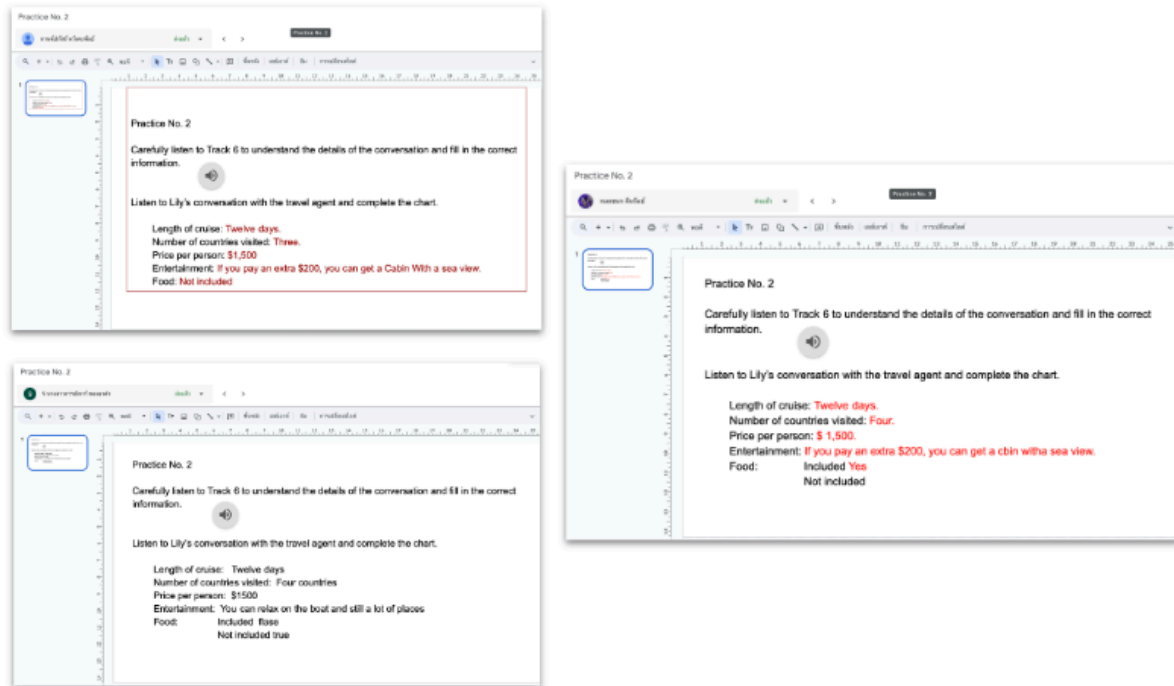 Practice No. 2
Practice No. 2
Practice No. 2
Carefully listen to Track 6 to understand the details of the conversation and fill in the correct
information.
Listen to Lily's conversation with the travel agent and complete the chart.
Length of cruise: Twelve days.
Number of countries visited: Three.
Price per person: $1,500
Entertainment: If you pay an extra $200, you can get a Cabin With a sea view.
Food: Not included
Practice No. 2
Practice No. 2
Carefully listen to Track 6 to understand the details of the conversation and fill in the correct
information.
Listen to Lily's conversation with the travel agent and complete the chart.
Length of cruise: Twelve days
Number of countries visited: Four countries
Price per person: $1500
Entertainment: You can relax on the boat and still a lot of places
Food: Included flase
Not included true
Practice No. 2
Practice No. 2
Practice No. 2
Carefully listen to Track 6 to understand the details of the conversation and fill in the correct
information.
Listen to Lily's conversation with the travel agent and complete the chart.
Length of cruise: Twelve days.
Number of countries visited: Four.
Price per person: $ 1,500.
Entertainment: If you pay an extra $200, you can get a cbin witha sea view.
Food: Included Yes
Not included